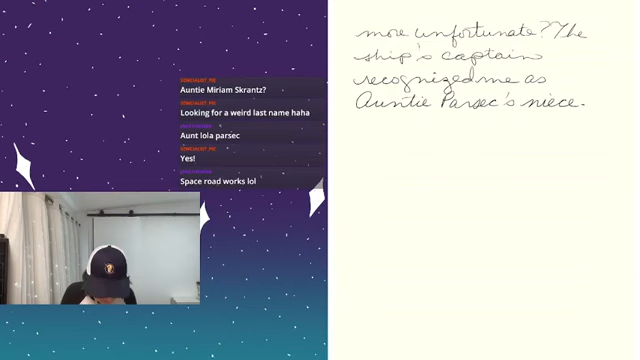 Auntie Miriam Skrantz?
Looking for a weird last name haha
Aunt lola parsec
Yes!
Space road works lol
more unfortunate? The
ship's captain
recognized me as
Auntie Parsec's niece.